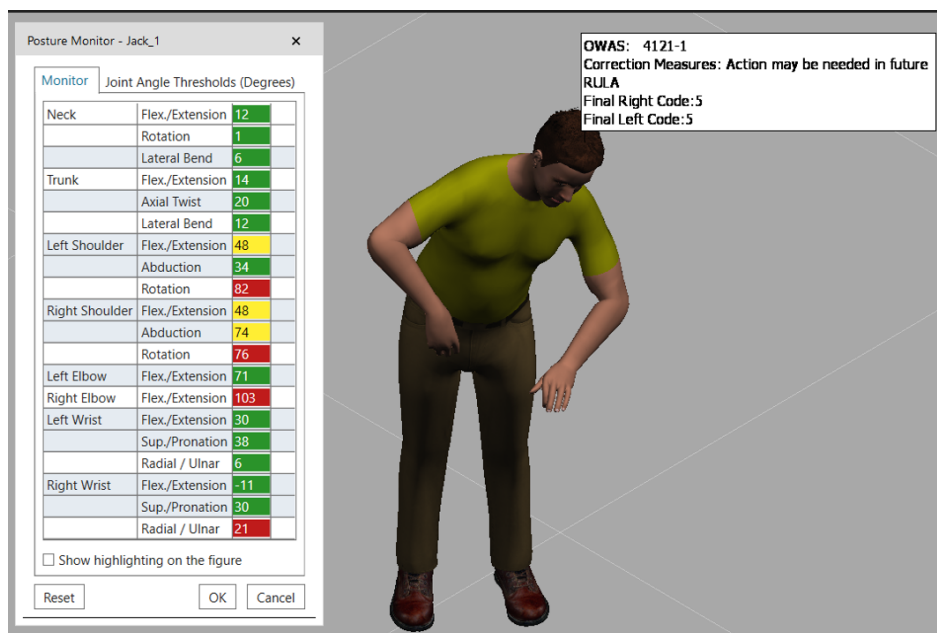 Posture Monitor - Jack_1 ×
Monitor Joint Angle Thresholds (Degrees)
Neck Flex./Extension 12
Rotation 1
Lateral Bend 6
Trunk Flex./Extension 14
Axial Twist 20
Lateral Bend 12
Left Shoulder Flex./Extension 48
Abduction 34
Rotation 82
Right Shoulder Flex./Extension 48
Abduction 74
Rotation 76
Left Elbow Flex./Extension 71
Right Elbow Flex./Extension 103
Left Wrist Flex./Extension 30
Sup./Pronation 38
Radial / Ulnar 6
Right Wrist Flex./Extension -11
Sup./Pronation 30
Radial / Ulnar 21
Show highlighting on the figure
Reset OK Cancel
OWAS: 4121-1
Correction Measures: Action may be needed in future
RULA
Final Right Code:5
Final Left Code:5